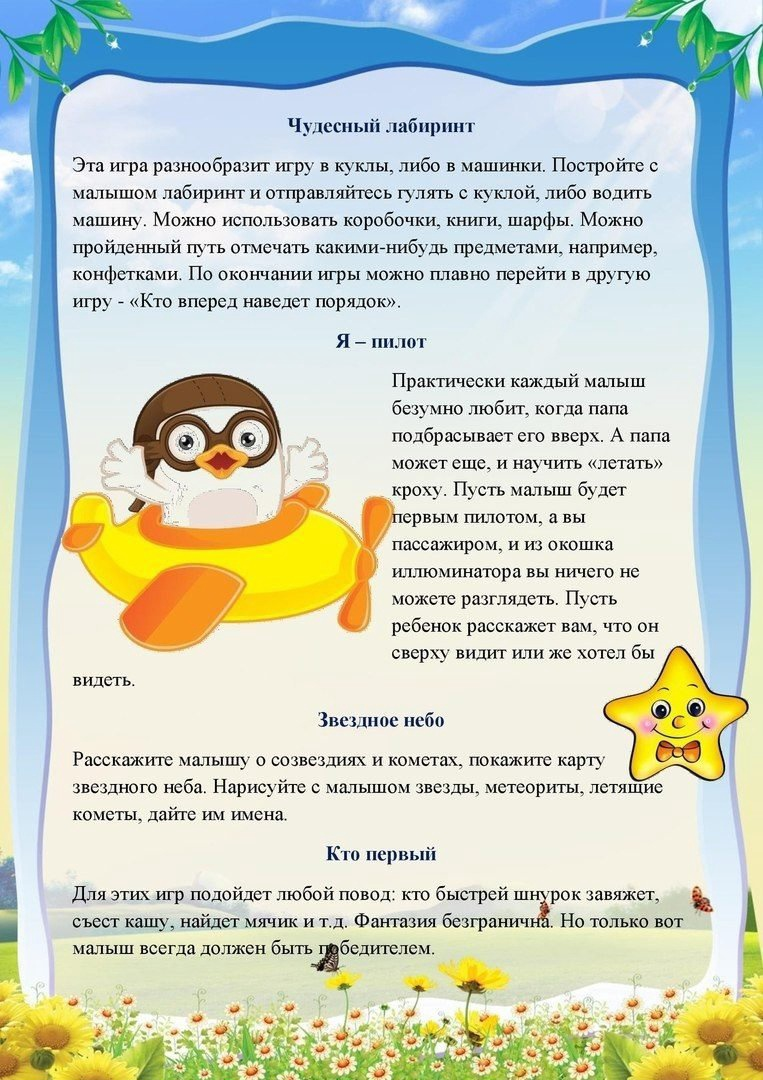 Чудесный лабиринт
Эта игра разнообразит игру в куклы, либо в машинки. Постройте с
малышом лабиринт и отправляйтесь гулять с куклой, либо водить
машину. Можно использовать коробочки, книги, шарфы. Можно
пройденный путь отмечать какими-нибудь предметами, например,
конфетками. По окончании игры можно плавно перейти в другую
игру - «Кто вперед наведет порядок».
Я – пилот
Практически каждый малыш
безумно любит, когда папа
подбрасывает его вверх. А папа
может еще, и научить «летать»
кроху. Пусть малыш будет
первым пилотом, а вы
пассажиром, и из окошка
иллюминатора вы ничего не
можете разглядеть. Пусть
ребенок расскажет вам, что он
сверху видит или же хотел бы
видеть.
Звездное небо
Расскажите малышу о созвездиях и кометах, покажите карту
звездного неба. Нарисуйте с малышом звезды, метеориты, летящие
кометы, дайте им имена.
Кто первый
Для этих игр подойдет любой повод: кто быстрей шнурок завяжет,
съест кашу, найдет мячик и т.д. Фантазия безгранична. Но только вот
малыш всегда должен быть победителем.